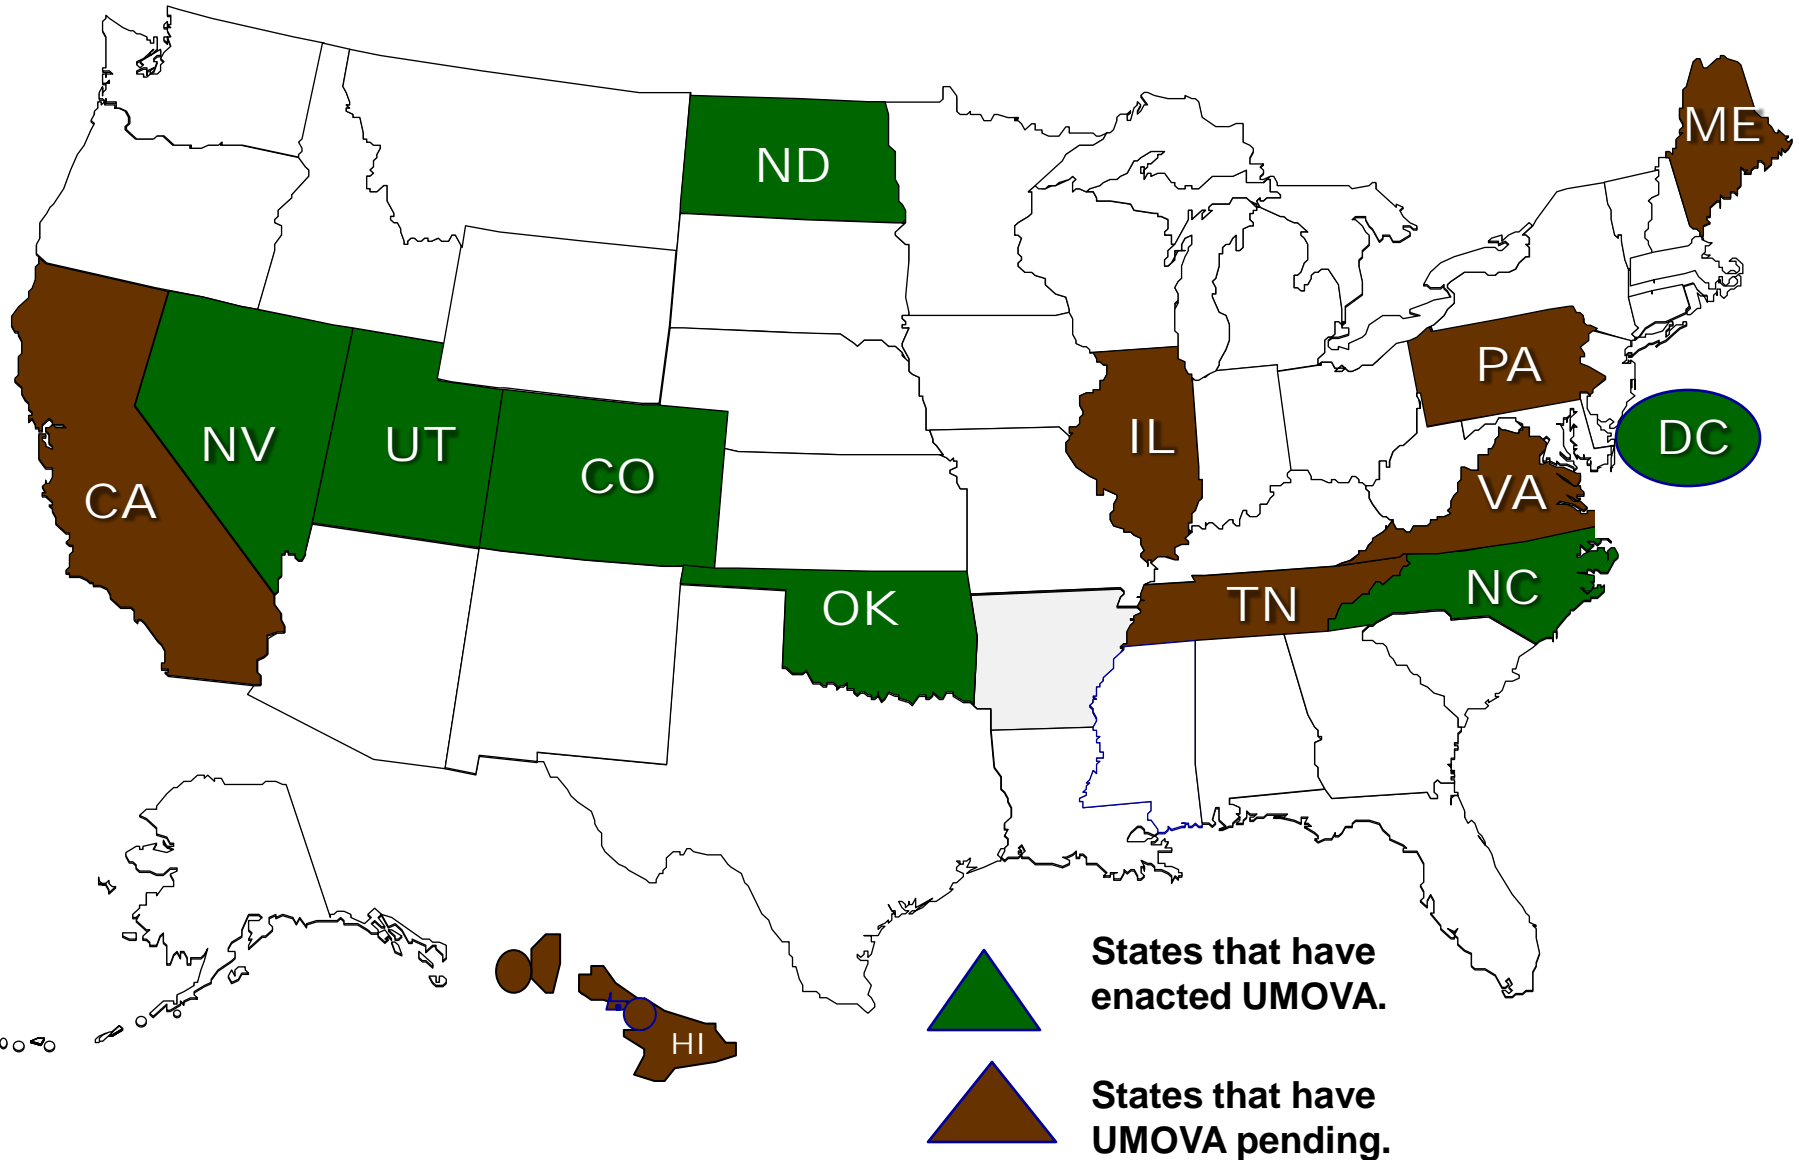 ME
ND
PA
NV
UT
IL
DC
CO
CA
VA
OK
TN
NC
States that have
enacted UMOVA.
HI
States that have
UMOVA pending.